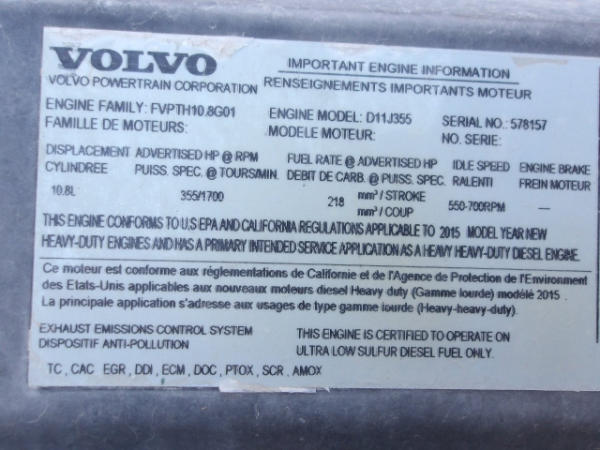 VOLVO
VOLVO POWERTRAIN CORPORATION
IMPORTANT ENGINE INFORMATION
RENSEIGNEMENTS IMPORTANTS MOTEUR
ENGINE FAMILY: FVPTH10.8G01
FAMILLE DE MOTEURS:
ENGINE MODEL: D11J355
MODELE MOTEUR:
SERIAL NO.: 578157
NO. SERIE:
DISPLACEMENT ADVERTISED HP @ RPM FUEL RATE @ ADVERTISED HP IDLE SPEED ENGINE BRAKE
CYLINDREE PUISS. SPEC. @ TOURS/MIN. DEBIT DE CARB. @ PUISS. SPEC. RALENTI FREIN MOTEUR
10.8L 355/1700 218 mm³ / STROKE 550-700RPM —
mm³ / COUP
THIS ENGINE CONFORMS TO U.S EPA AND CALIFORNIA REGULATIONS APPLICABLE TO 2015 MODEL YEAR NEW
HEAVY-DUTY ENGINES AND HAS A PRIMARY INTENDED SERVICE APPLICATION AS A HEAVY HEAVY-DUTY DIESEL ENGINE.
Ce moteur est conforme aux réglementations de Californie et de l'Agence de Protection de l'Environment
des Etats-Unis applicables aux nouveaux moteurs diesel Heavy duty (Gamme lourde) modélé 2015 .
La principale application s'adresse aux usages de type gamme lourde (Heavy-heavy-duty).
EXHAUST EMISSIONS CONTROL SYSTEM
DISPOSITIF ANTI-POLLUTION
THIS ENGINE IS CERTIFIED TO OPERATE ON
ULTRA LOW SULFUR DIESEL FUEL ONLY.
TC , CAC EGR , DDI , ECM , DOC , PTOX , SCR , AMOX